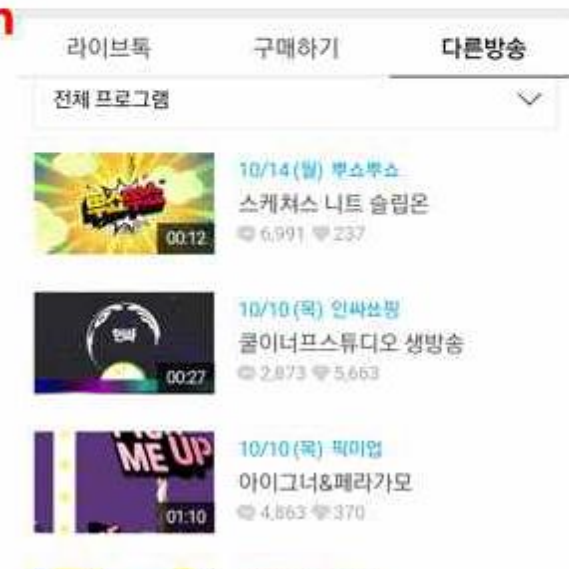 라이브톡 구매하기 다른방송
전체 프로그램
10/14(월) 뿌쇼뿌쇼
스케쳐스 니트 슬립온
6,991 237
00:12
10/10(목) 인싸쑈핑
쿨이너프스튜디오 생방송
2,873 5,663
인싸
00:27
10/10(목) 픽미업
아이그너&페라가모
4,863 370
ME UP
01:10